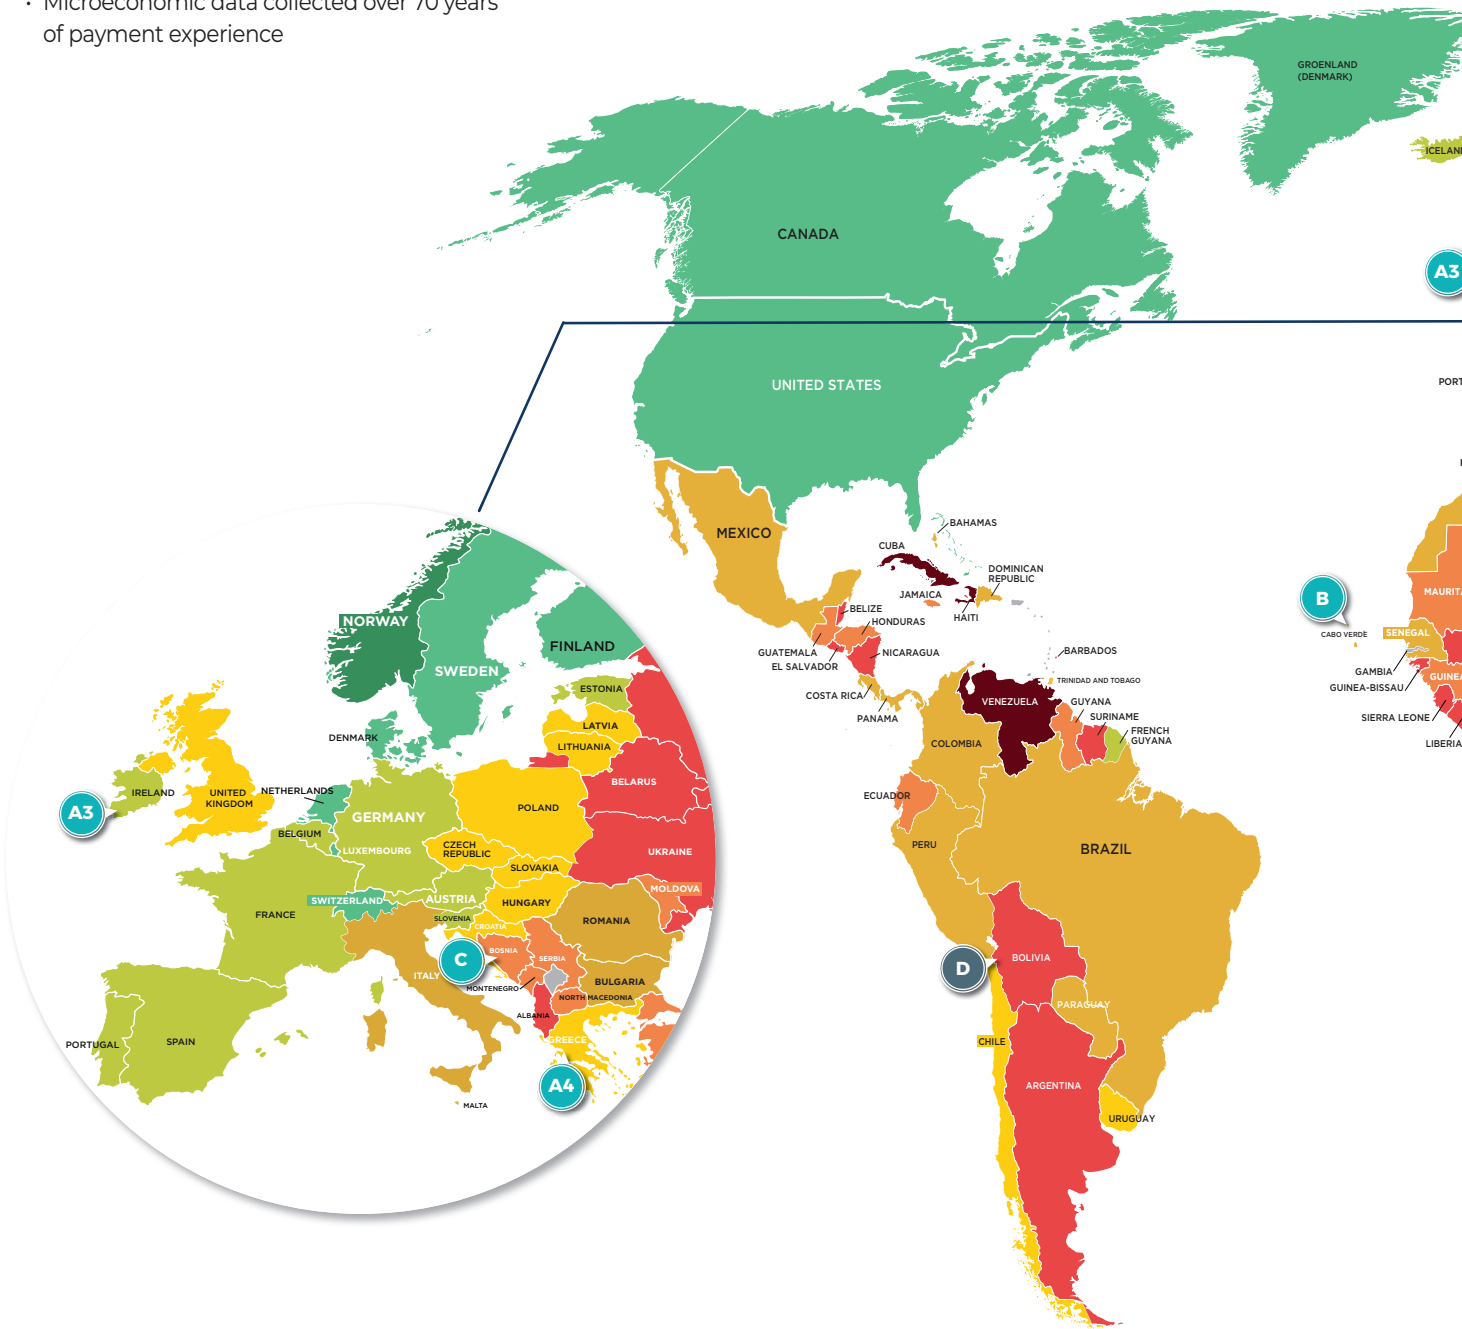 · Microeconomic data collected over 70 years
of payment experience
GROENLAND
(DENMARK)
CANADA
A3
UNITED STATES
MEXICO
BAHAMAS
CUBA
DOMINICAN
REPUBLIC
JAMAICA
HAITI
BELIZE
HONDURAS
GUATEMALA
EL SALVADOR
NICARAGUA
BARBADOS
TRINIDAD AND TOBAGO
COSTA RICA
PANAMA
VENEZUELA
GUYANA
SURINAME
FRENCH
GUYANA
COLOMBIA
ECUADOR
PERU
BRAZIL
D
BOLIVIA
PARAGUAY
CHILE
ARGENTINA
URUGUAY
B
CABO VERDE
SENEGAL
GAMBIA
GUINEA-BISSAU
SIERRA LEONE
NORWAY
SWEDEN
FINLAND
ESTONIA
LATVIA
LITHUANIA
DENMARK
BELARUS
IRELAND
UNITED
KINGDOM
NETHERLANDS
A3
GERMANY
POLAND
BELGIUM
LUXEMBOURG
CZECH
REPUBLIC
UKRAINE
SLOVAKIA
MOLDOVA
SWITZERLAND
AUSTRIA
HUNGARY
FRANCE
SLOVENIA
CROATIA
ROMANIA
C
BOSNIA
SERBIA
ITALY
MONTENEGRO
BULGARIA
NORTH MACEDONIA
ALBANIA
GREECE
PORTUGAL
SPAIN
A4
MALTA
ICELAN
PORT
MAURIT
GUINEA
LIBERIA